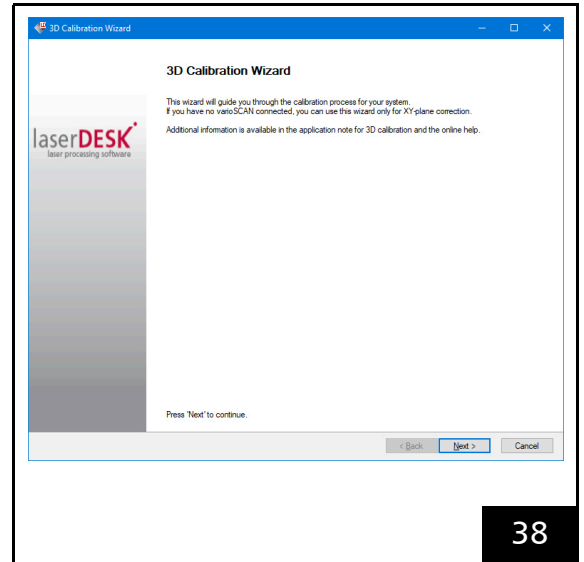 3D Calibration Wizard
3D Calibration Wizard
This wizard will guide you through the calibration process for your system.
If you have no varioSCAN connected, you can use this wizard only for XY-plane correction.
Additional information is available in the application note for 3D calibration and the online help.
laserDESK
laser processing software
Press 'Next' to continue.
< Back
Next >
Cancel
38